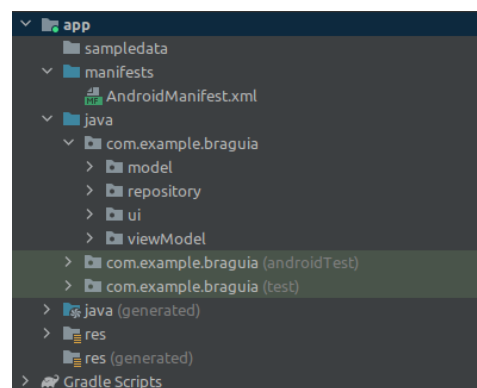 app
sampledata
manifests
MF AndroidManifest.xml
java
com.example.braguia
model
repository
ui
viewModel
com.example.braguia (androidTest)
com.example.braguia (test)
java (generated)
res
res (generated)
Gradle Scripts